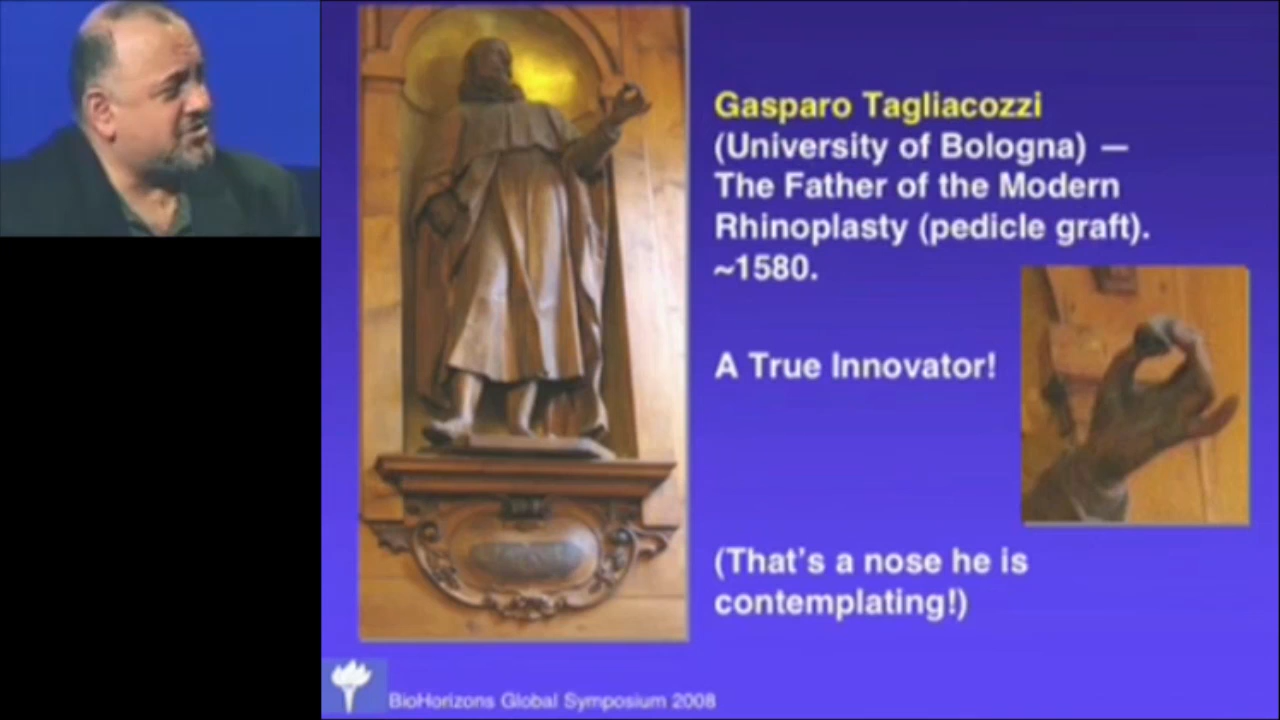 Gasparo Tagliacozzi
(University of Bologna) —
The Father of the Modern
Rhinoplasty (pedicle graft).
~1580.
A True Innovator!
(That's a nose he is
contemplating!)
BioHorizons Global Symposium 2008